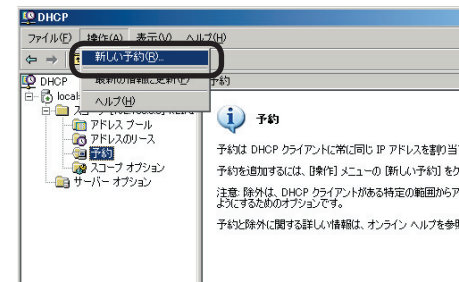 DHCP
ファイル(F) 操作(A) 表示(V) ヘルプ(H)
新しい予約(R)...
最新の情報に更新(F)
ヘルプ(H)
DHCP
local
予約
アドレス プール
アドレスのリース
予約
スコープ オプション
サーバー オプション
予約
予約は DHCP クライアントに常に同じ IP アドレスを割り当
予約を追加するには、[操作] メニューの [新しい予約] をク
注意: 除外は、DHCP クライアントがある特定の範囲からア
ようにするためのオプションです。
予約と除外に関する詳しい情報は、オンライン ヘルプを参照